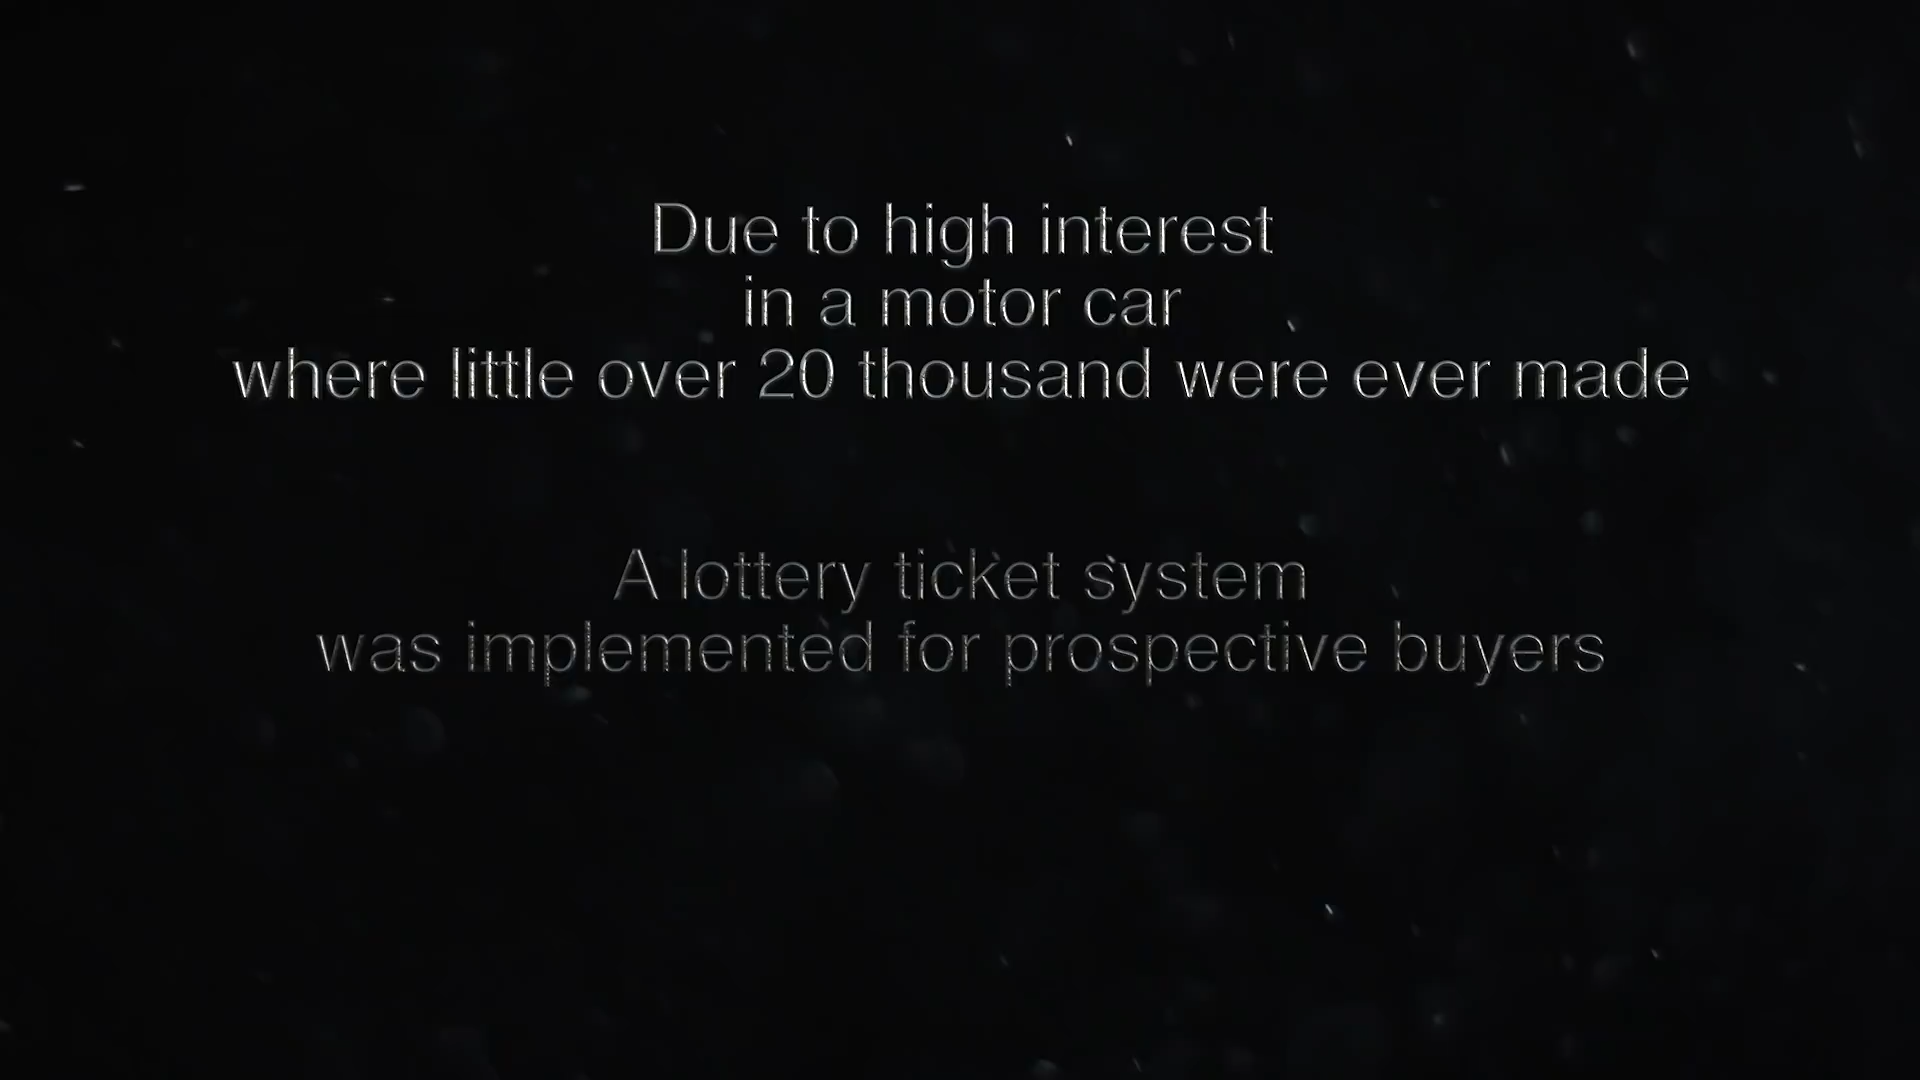 Due to high interest
in a motor car
where little over 20 thousand were ever made
A lottery ticket system
was implemented for prospective buyers